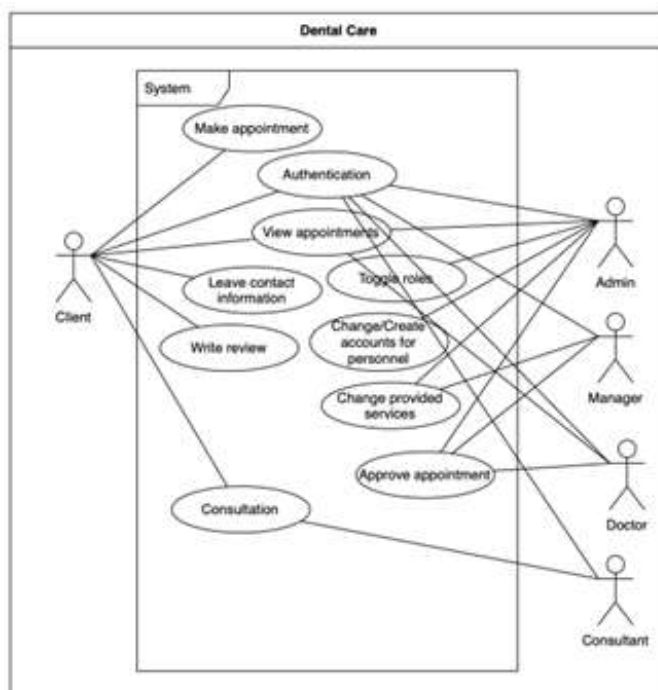 Dental Care
System
Make appointment
Authentication
View appointments
Toggle roles
Leave contact
information
Write review
Change/Create
accounts for
personnel
Change provided
services
Approve appointment
Consultation
Client
Admin
Manager
Doctor
Consultant